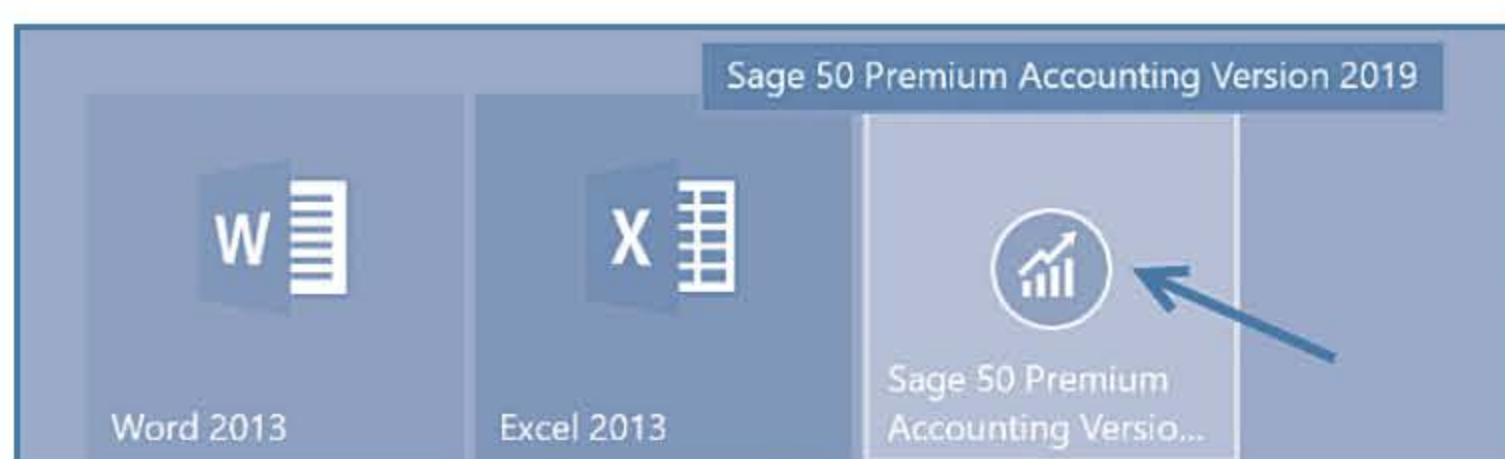 Sage 50 Premium Accounting Version 2019
W
X
Word 2013
Excel 2013
Sage 50 Premium
Accounting Versio...